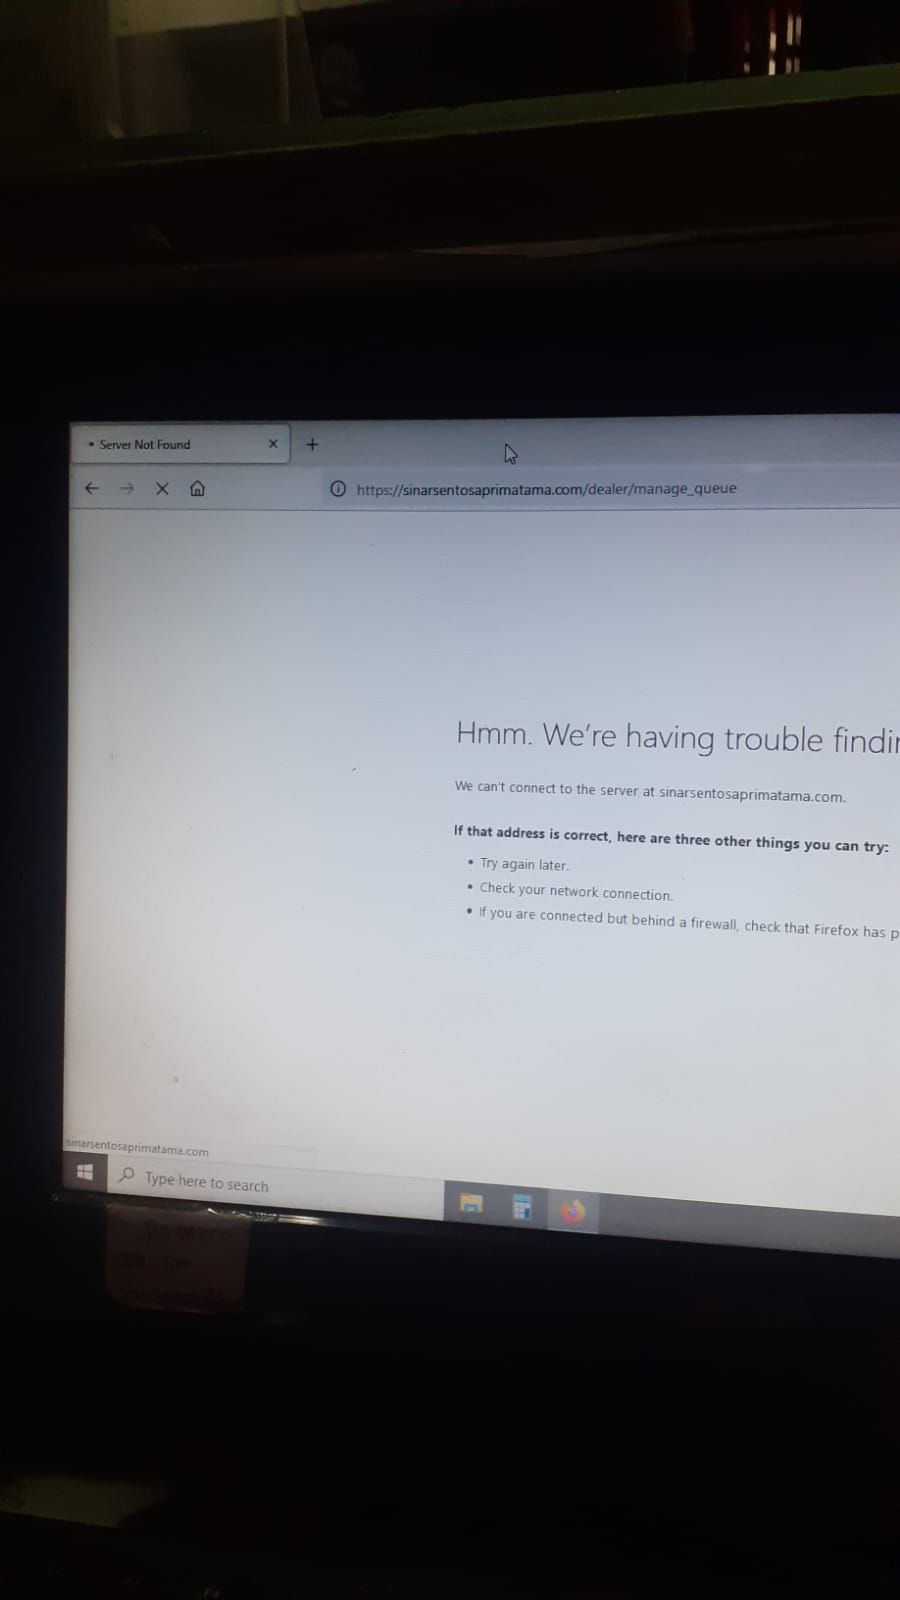 Server Not Found
https://sinarsentosaprimatama.com/dealer/manage_queue
Hmm. We're having trouble findin
We can't connect to the server at sinarsentosaprimatama.com.
If that address is correct, here are three other things you can try:
• Try again later.
• Check your network connection.
• If you are connected but behind a firewall, check that Firefox has p
sinarsentosaprimatama.com
Type here to search